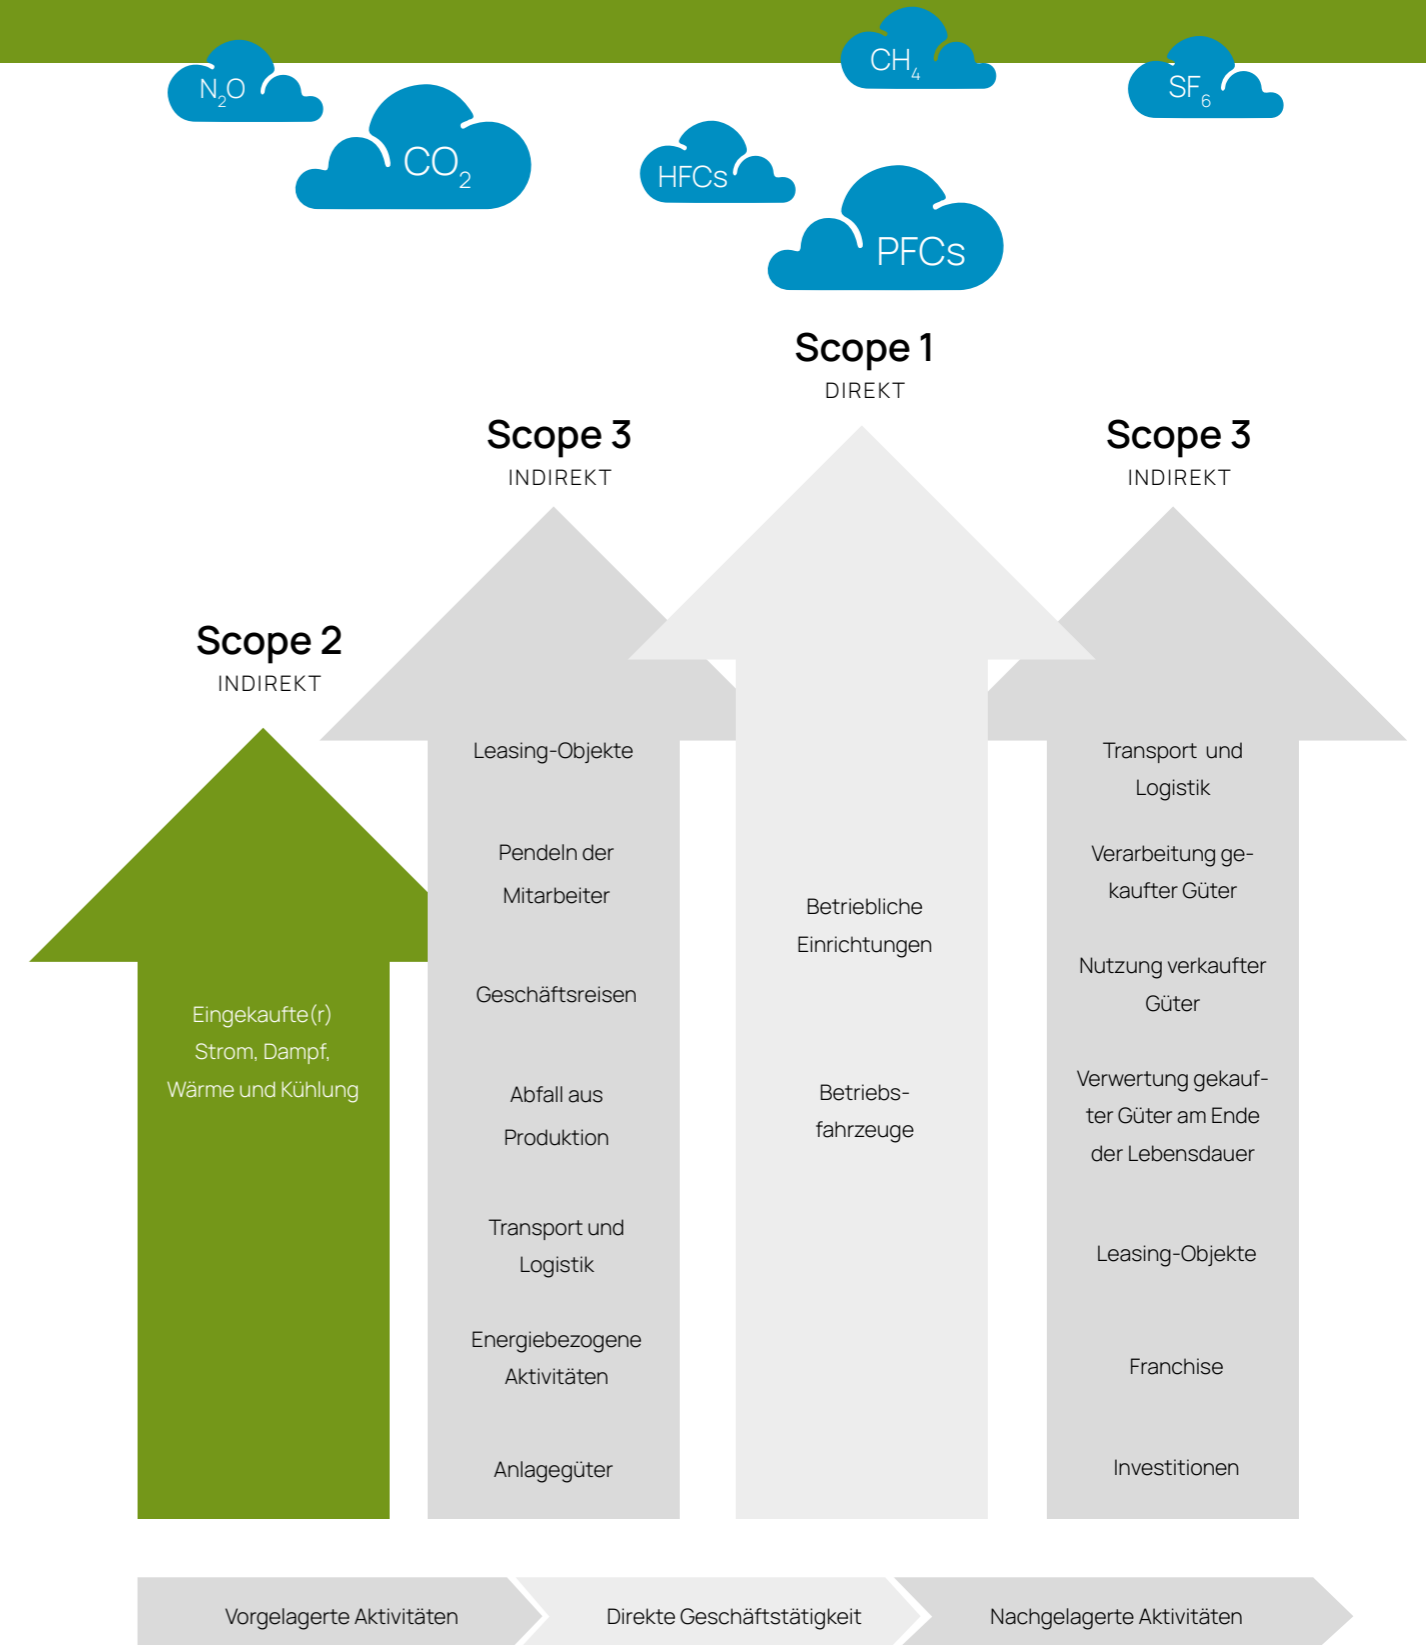 N₂O
CO₂
HFCs
CH₄
PFCs
SF₆
Scope 2
INDIREKT
Eingekaufte(r)
Strom, Dampf,
Wärme und Kühlung
Scope 3
INDIREKT
Leasing-Objekte
Pendeln der
Mitarbeiter
Geschäftsreisen
Abfall aus
Produktion
Transport und
Logistik
Energiebezogene
Aktivitäten
Anlagegüter
Scope 1
DIREKT
Betriebliche
Einrichtungen
Betriebs-
fahrzeuge
Scope 3
INDIREKT
Transport und
Logistik
Verarbeitung ge-
kaufter Güter
Nutzung verkaufter
Güter
Verwertung gekauf-
ter Güter am Ende
der Lebensdauer
Leasing-Objekte
Franchise
Investitionen
Vorgelagerte Aktivitäten
Direkte Geschäftstätigkeit
Nachgelagerte Aktivitäten